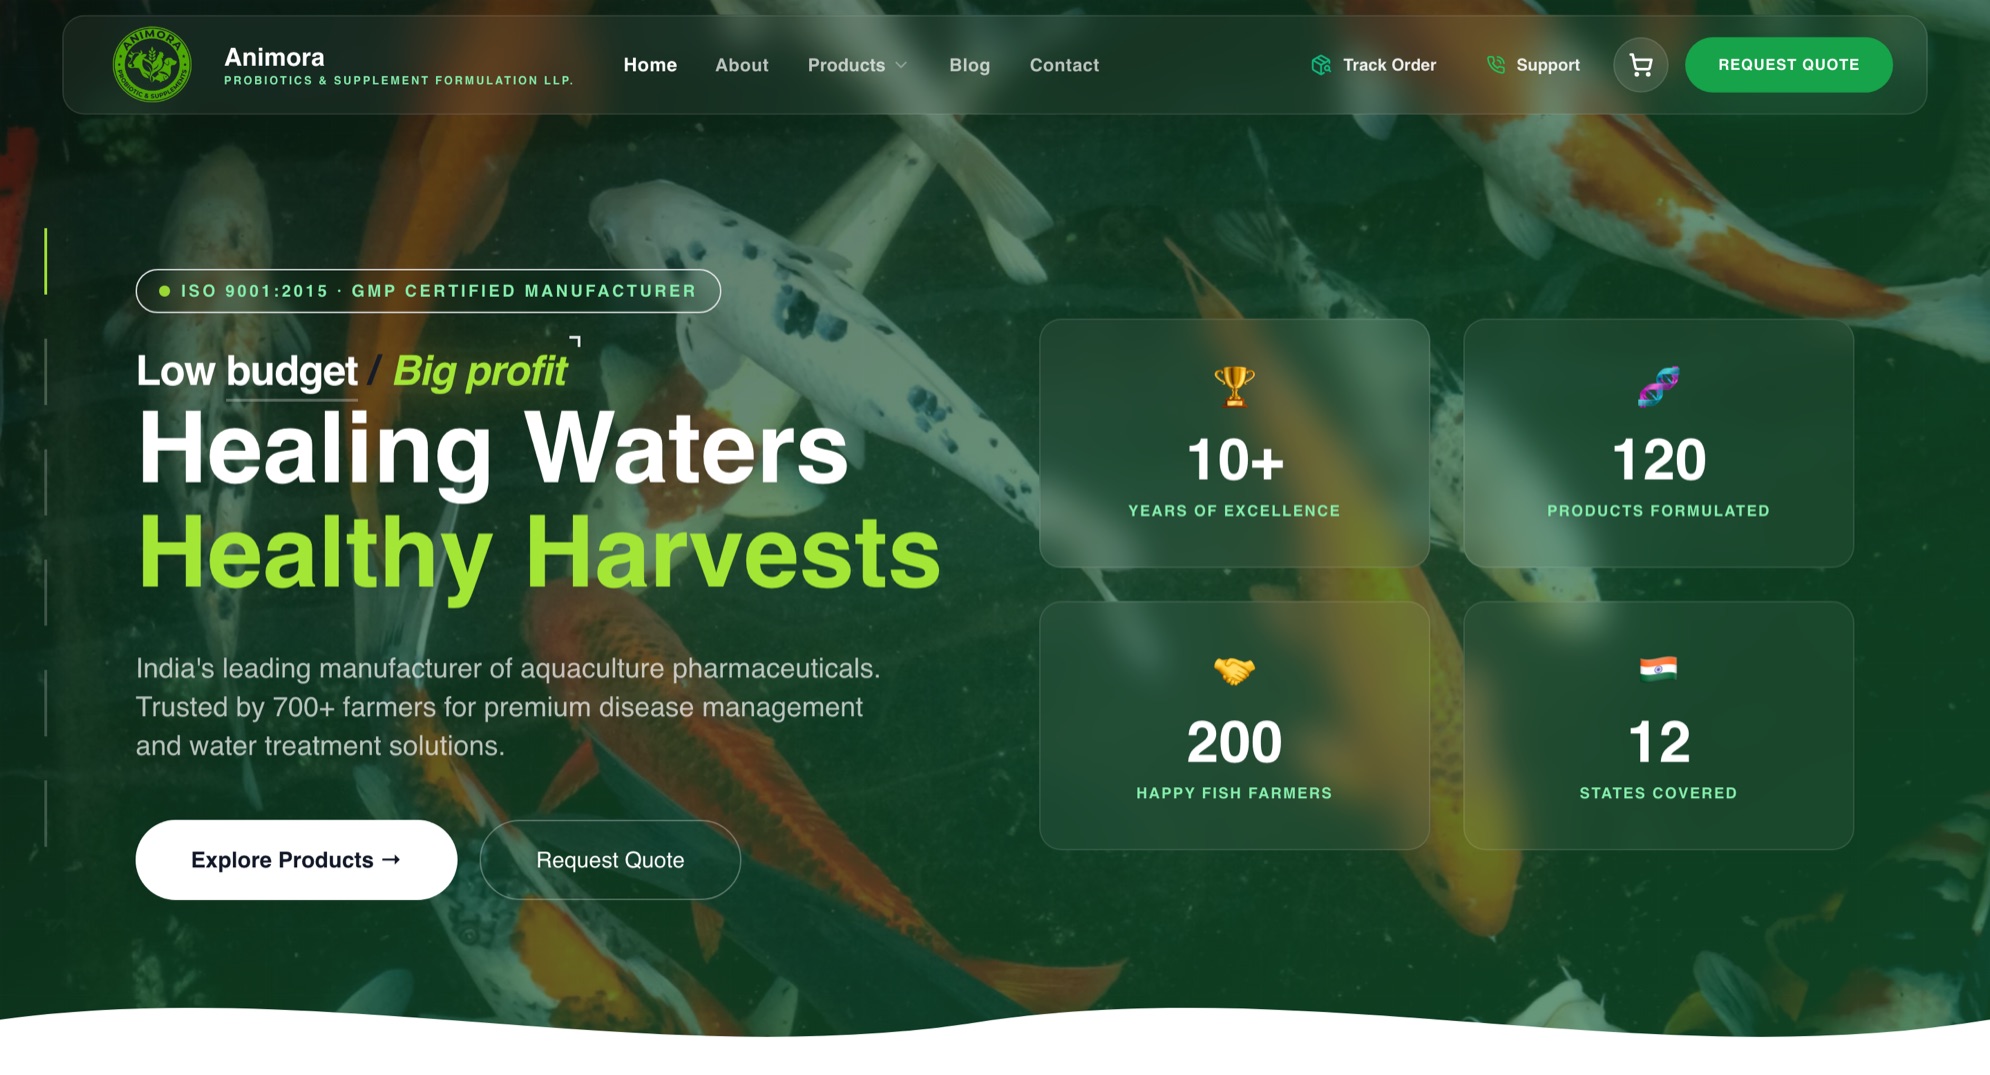 ANIMORA
PROBIOTIC & SUPPLEMENT
Animora
PROBIOTICS & SUPPLEMENT FORMULATION LLP.
Home
About
Products
Blog
Contact
Track Order
Support
REQUEST QUOTE
ISO 9001:2015 · GMP CERTIFIED MANUFACTURER
Low budget / Big profit
Healing Waters
Healthy Harvests
India's leading manufacturer of aquaculture pharmaceuticals.
Trusted by 700+ farmers for premium disease management
and water treatment solutions.
Explore Products →
Request Quote
10+
YEARS OF EXCELLENCE
120
PRODUCTS FORMULATED
200
HAPPY FISH FARMERS
12
STATES COVERED